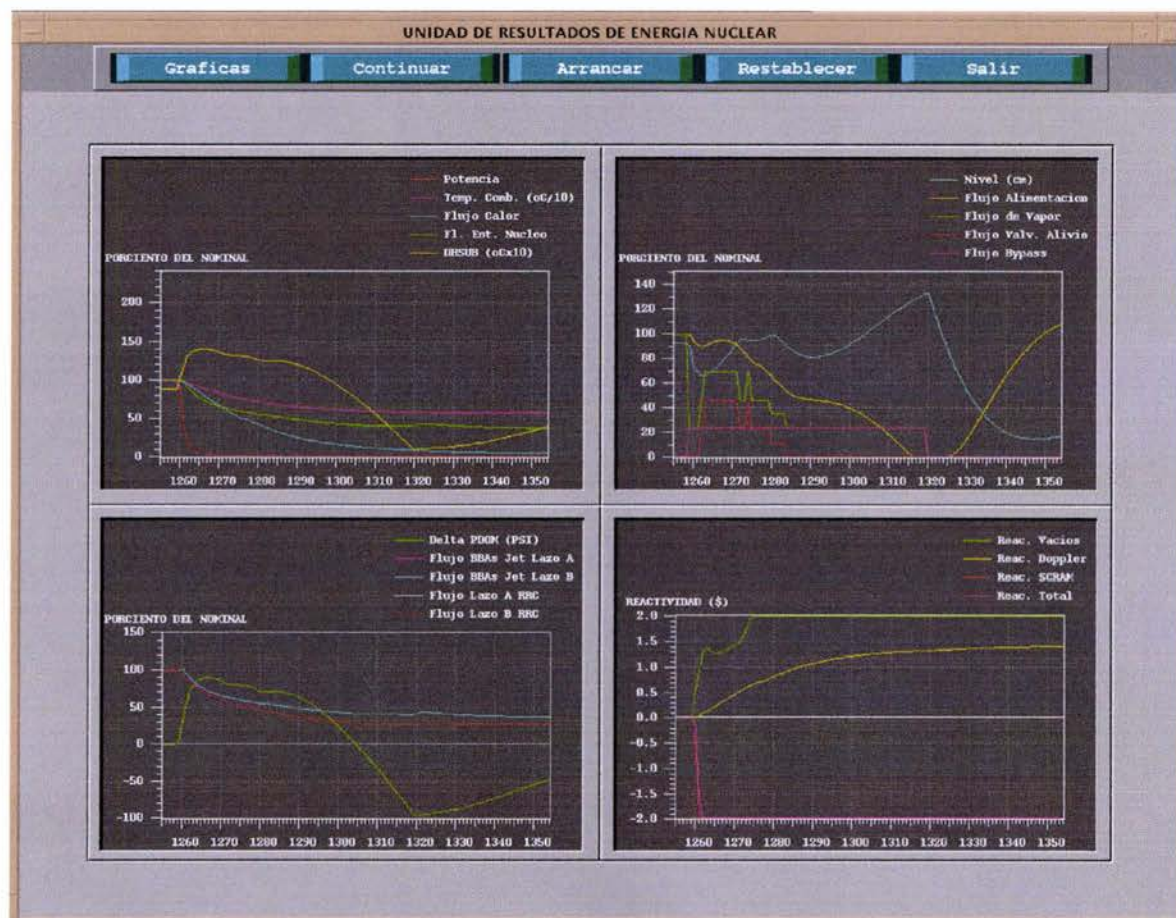 UNIDAD DE RESULTADOS DE ENERGIA NUCLEAR
Graficas Continuar Arrancar Restablecer Salir
Potencia
Temp. Comb. (oC/10)
Flujo Calor
Fl. Ent. Nucleo
DHSUB (oCx10)
PORCIENTO DEL NOMINAL
200
150
100
50
0
1260 1270 1280 1290 1300 1310 1320 1330 1340 1350
Nivel (cm)
Flujo Alimentacion
Flujo de Vapor
Flujo Valv. Alivio
Flujo Bypass
PORCIENTO DEL NOMINAL
140
120
100
80
60
40
20
0
1260 1270 1280 1290 1300 1310 1320 1330 1340 1350
Delta PDOM (PSI)
Flujo BBAs Jet Lazo A
Flujo BBAs Jet Lazo B
Flujo Lazo A RRC
Flujo Lazo B RRC
PORCIENTO DEL NOMINAL
150
100
50
0
-50
-100
1260 1270 1280 1290 1300 1310 1320 1330 1340 1350
Reac. Vacios
Reac. Doppler
Reac. SCRAM
Reac. Total
REACTIVIDAD ($)
2.0
1.5
1.0
0.5
0.0
-0.5
-1.0
-1.5
-2.0
1260 1270 1280 1290 1300 1310 1320 1330 1340 1350